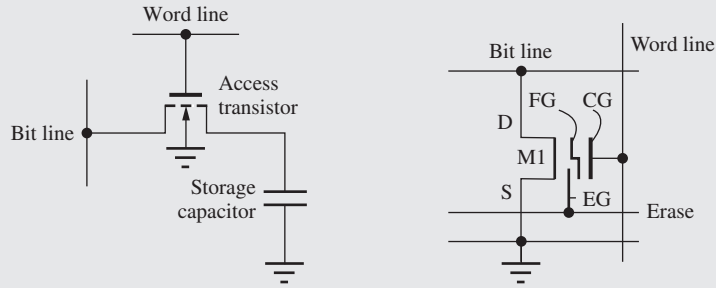 Word line
Access
transistor
Bit line
Storage
capacitor
Bit line
Word line
FG
CG
D
M1
S
EG
Erase